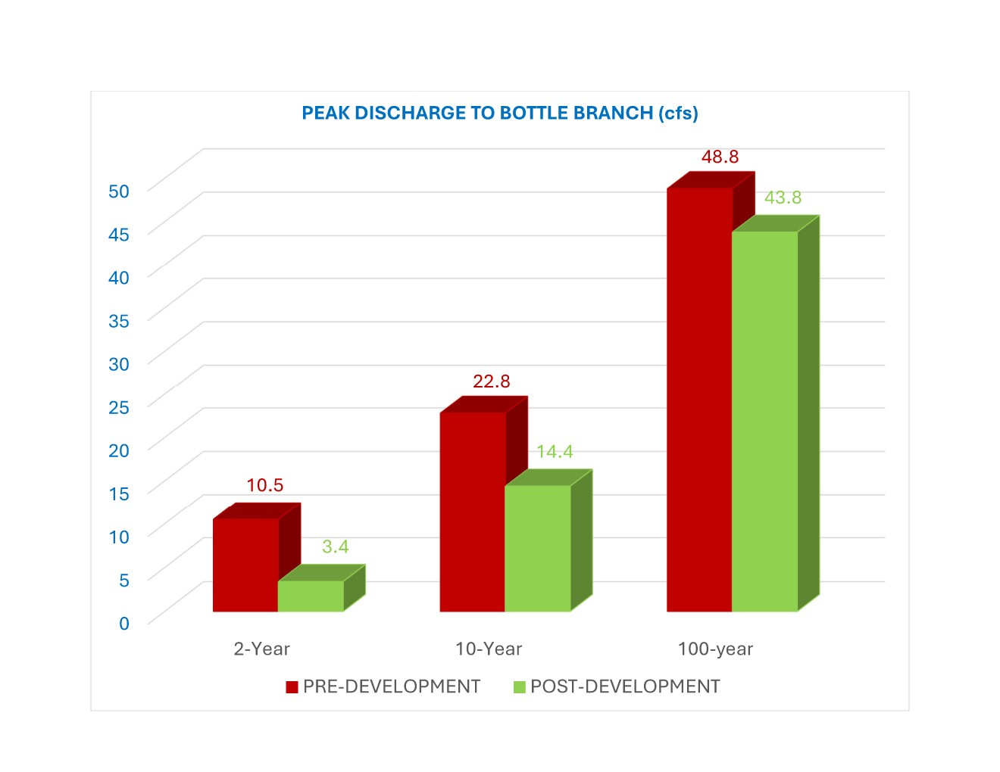 PEAK DISCHARGE TO BOTTLE BRANCH (cfs)
50
45
40
35
30
25
20
15
10
5
0
10.5
3.4
22.8
14.4
48.8
43.8
2-Year
10-Year
100-year
PRE-DEVELOPMENT
POST-DEVELOPMENT